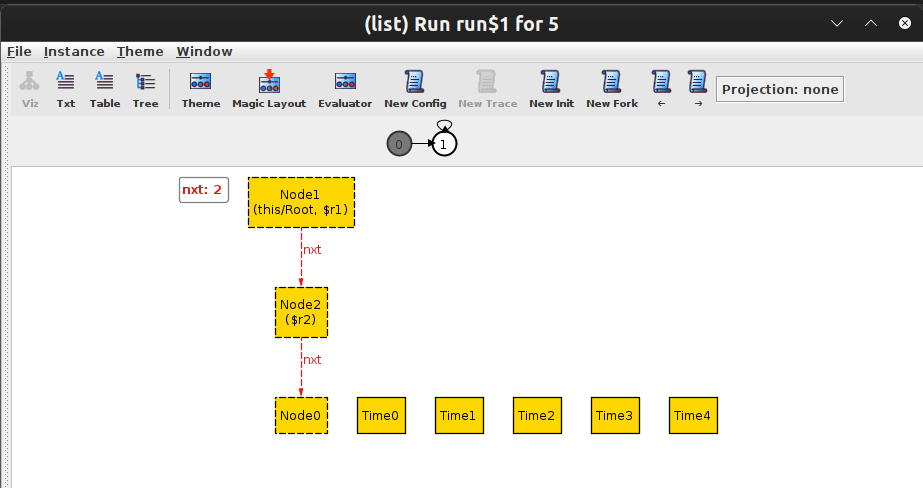 (list) Run run$1 for 5
File Instance Theme Window
Viz Txt Table Tree Theme Magic Layout Evaluator New Config New Trace New Init New Fork ← → Projection: none
0 1
nxt: 2
Node1
(this/Root, $r1)
nxt
Node2
($r2)
nxt
Node0 Time0 Time1 Time2 Time3 Time4